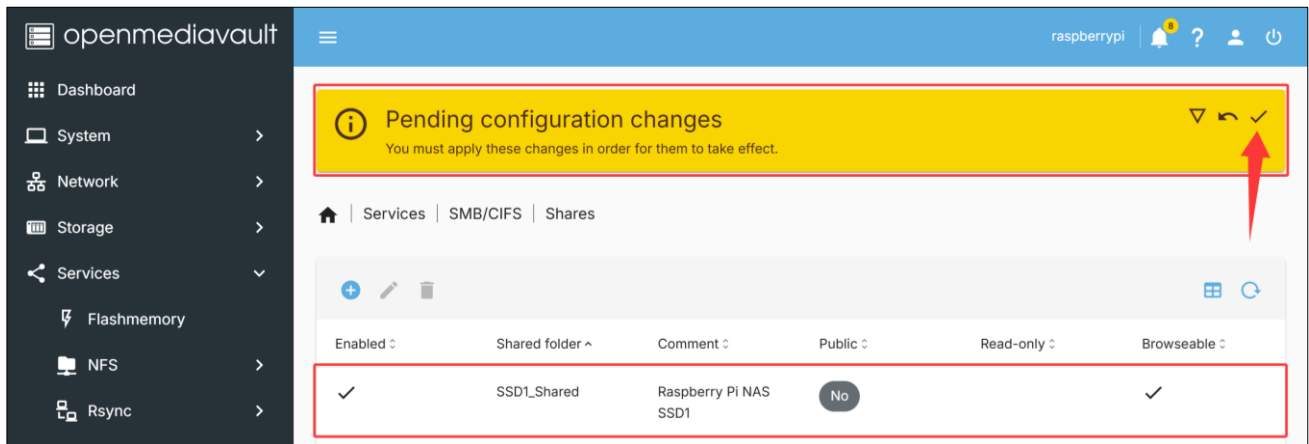 openmediavault
raspberrypi
8
?
Dashboard
System
Network
Storage
Services
Flashmemory
NFS
Rsync
Pending configuration changes
You must apply these changes in order for them to take effect.
Services | SMB/CIFS | Shares
Enabled Shared folder Comment Public Read-only Browseable
SSD1_Shared Raspberry Pi NAS No
SSD1